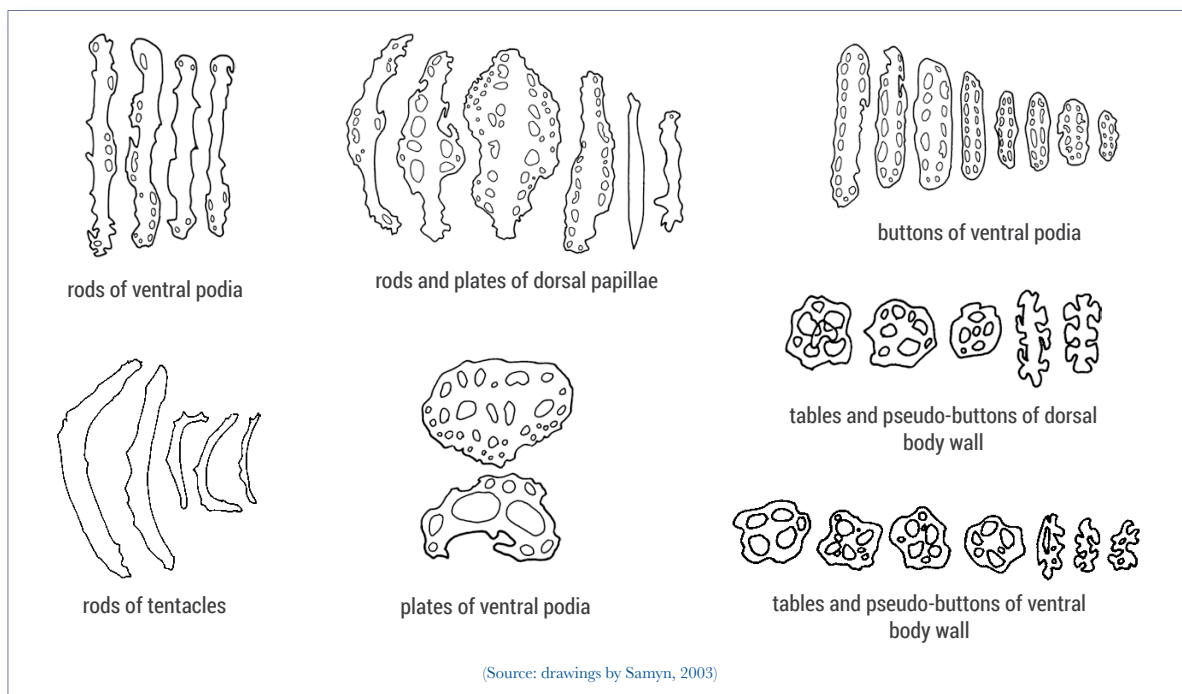 rods of ventral podia
rods and plates of dorsal papillae
buttons of ventral podia
tables and pseudo-buttons of dorsal
body wall
rods of tentacles
plates of ventral podia
tables and pseudo-buttons of ventral
body wall
(Source: drawings by Samyn, 2003)